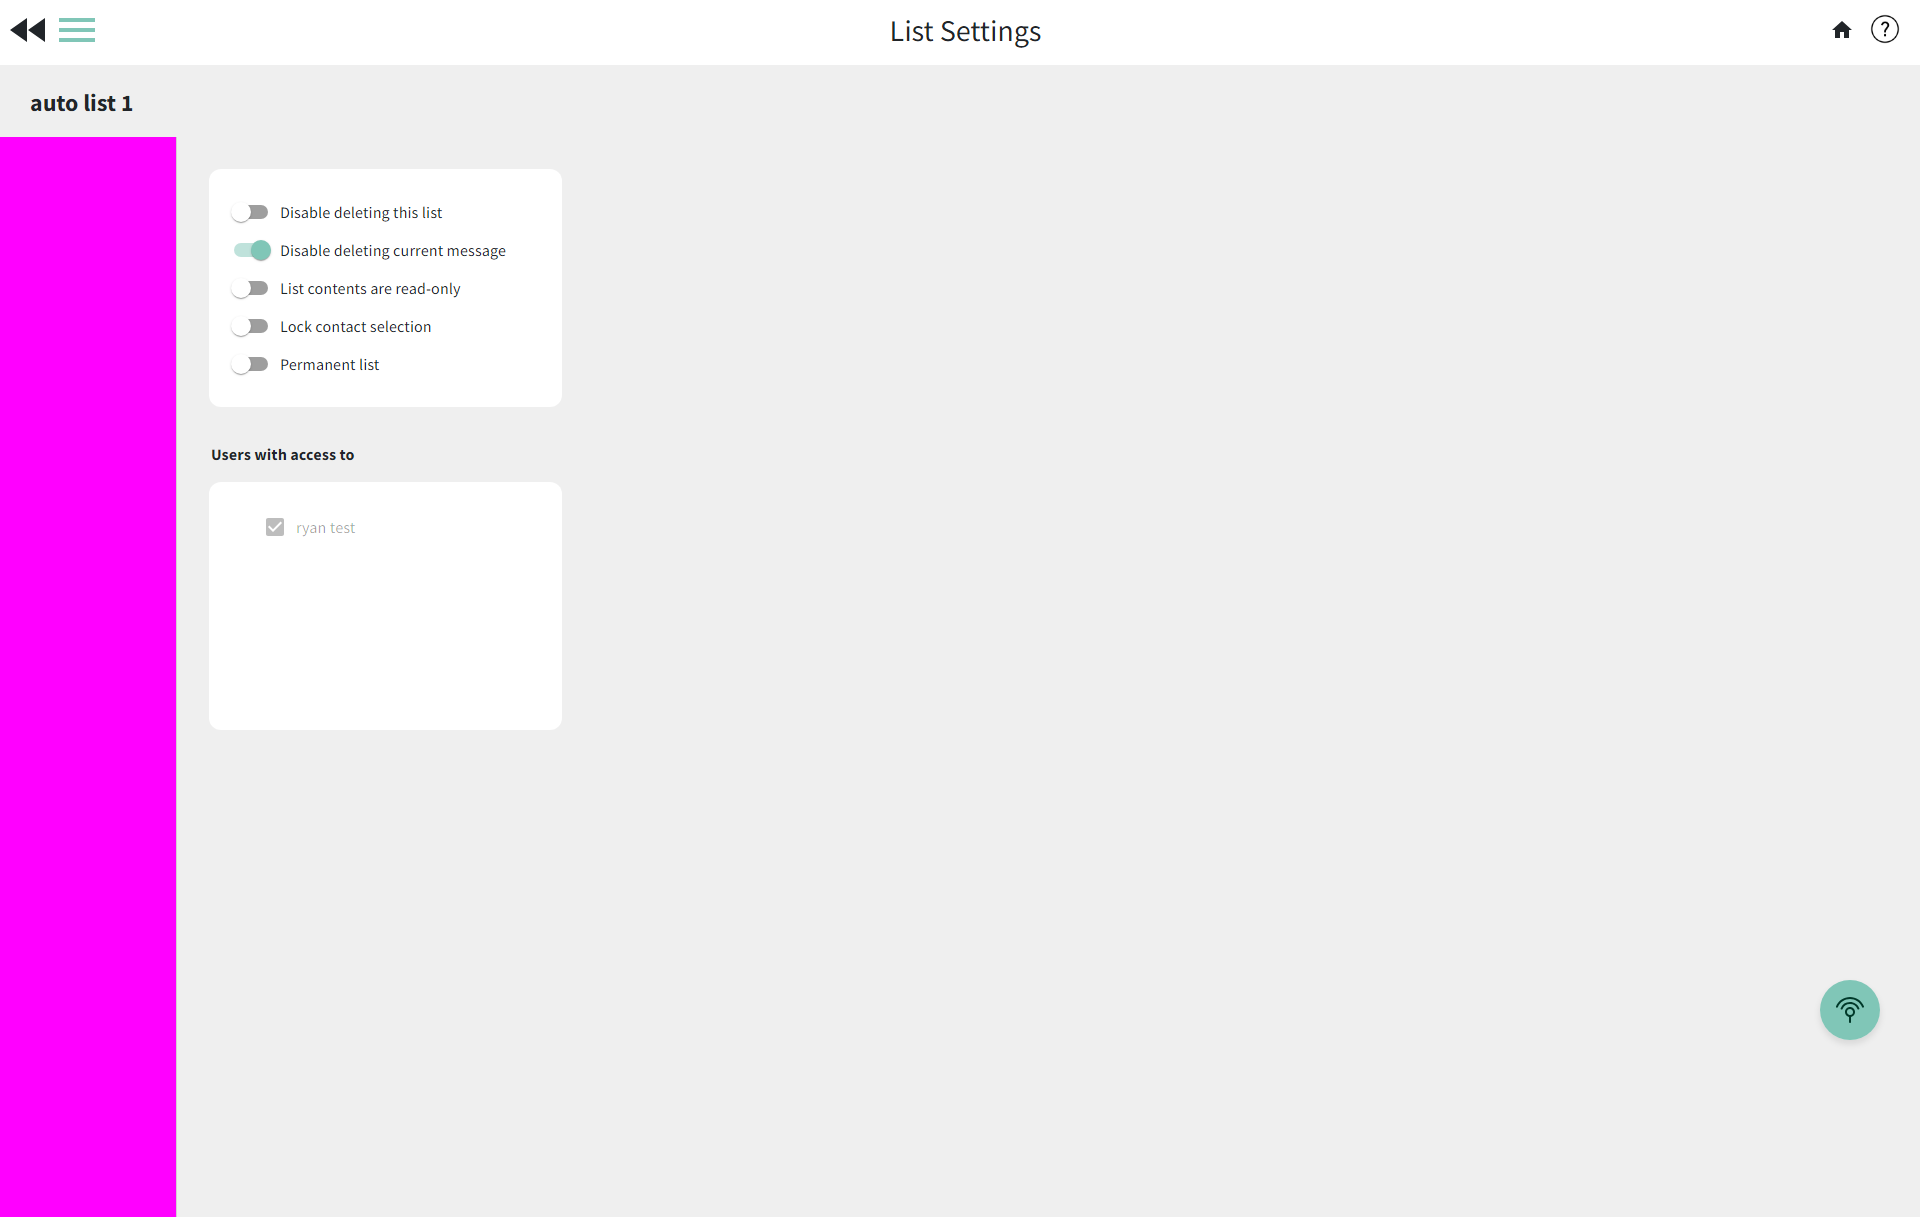 List Settings
?
auto list 1
Disable deleting this list
Disable deleting current message
List contents are read-only
Lock contact selection
Permanent list
Users with access to
ryan test